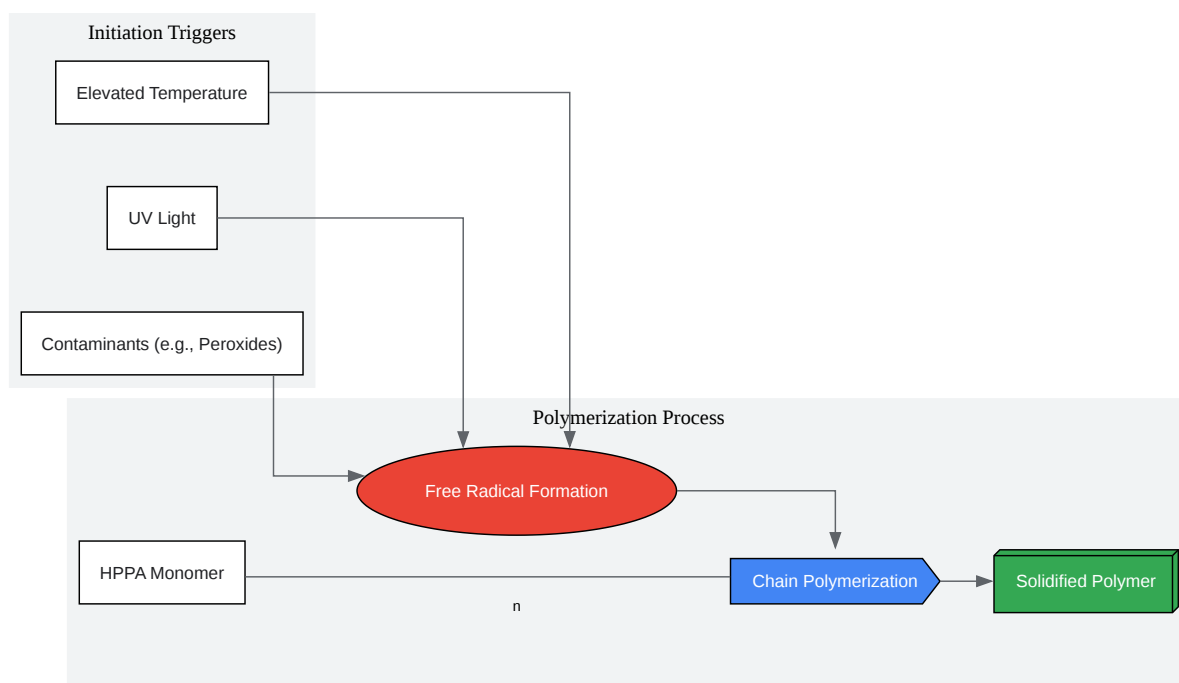 Initiation Triggers
Elevated Temperature
UV Light
Contaminants (e.g., Peroxides)
Polymerization Process
Free Radical Formation
HPPA Monomer
n
Chain Polymerization
Solidified Polymer